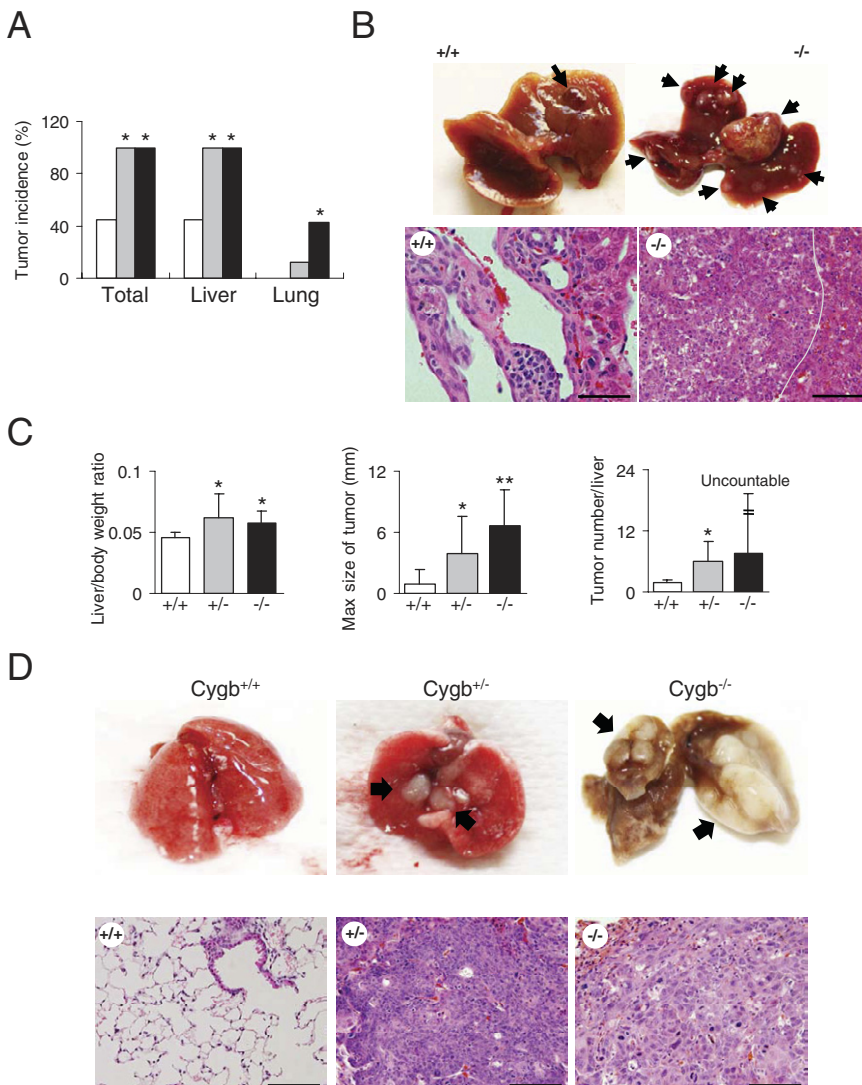 A
Tumor incidence (%)
120
80
40
0
* * * * *
Total Liver Lung
B
+/+ -/-
+/+ -/-
C
Liver/body weight ratio
0.1
0.05
0
* *
+/+ +/- -/-
Max size of tumor (mm)
12
6
0
* **
+/+ +/- -/-
Tumor number/liver
24
12
0
*
Uncountable
+/+ +/- -/-
D
Cygb+/+ Cygb+/- Cygb-/-
+/+ +/- -/-